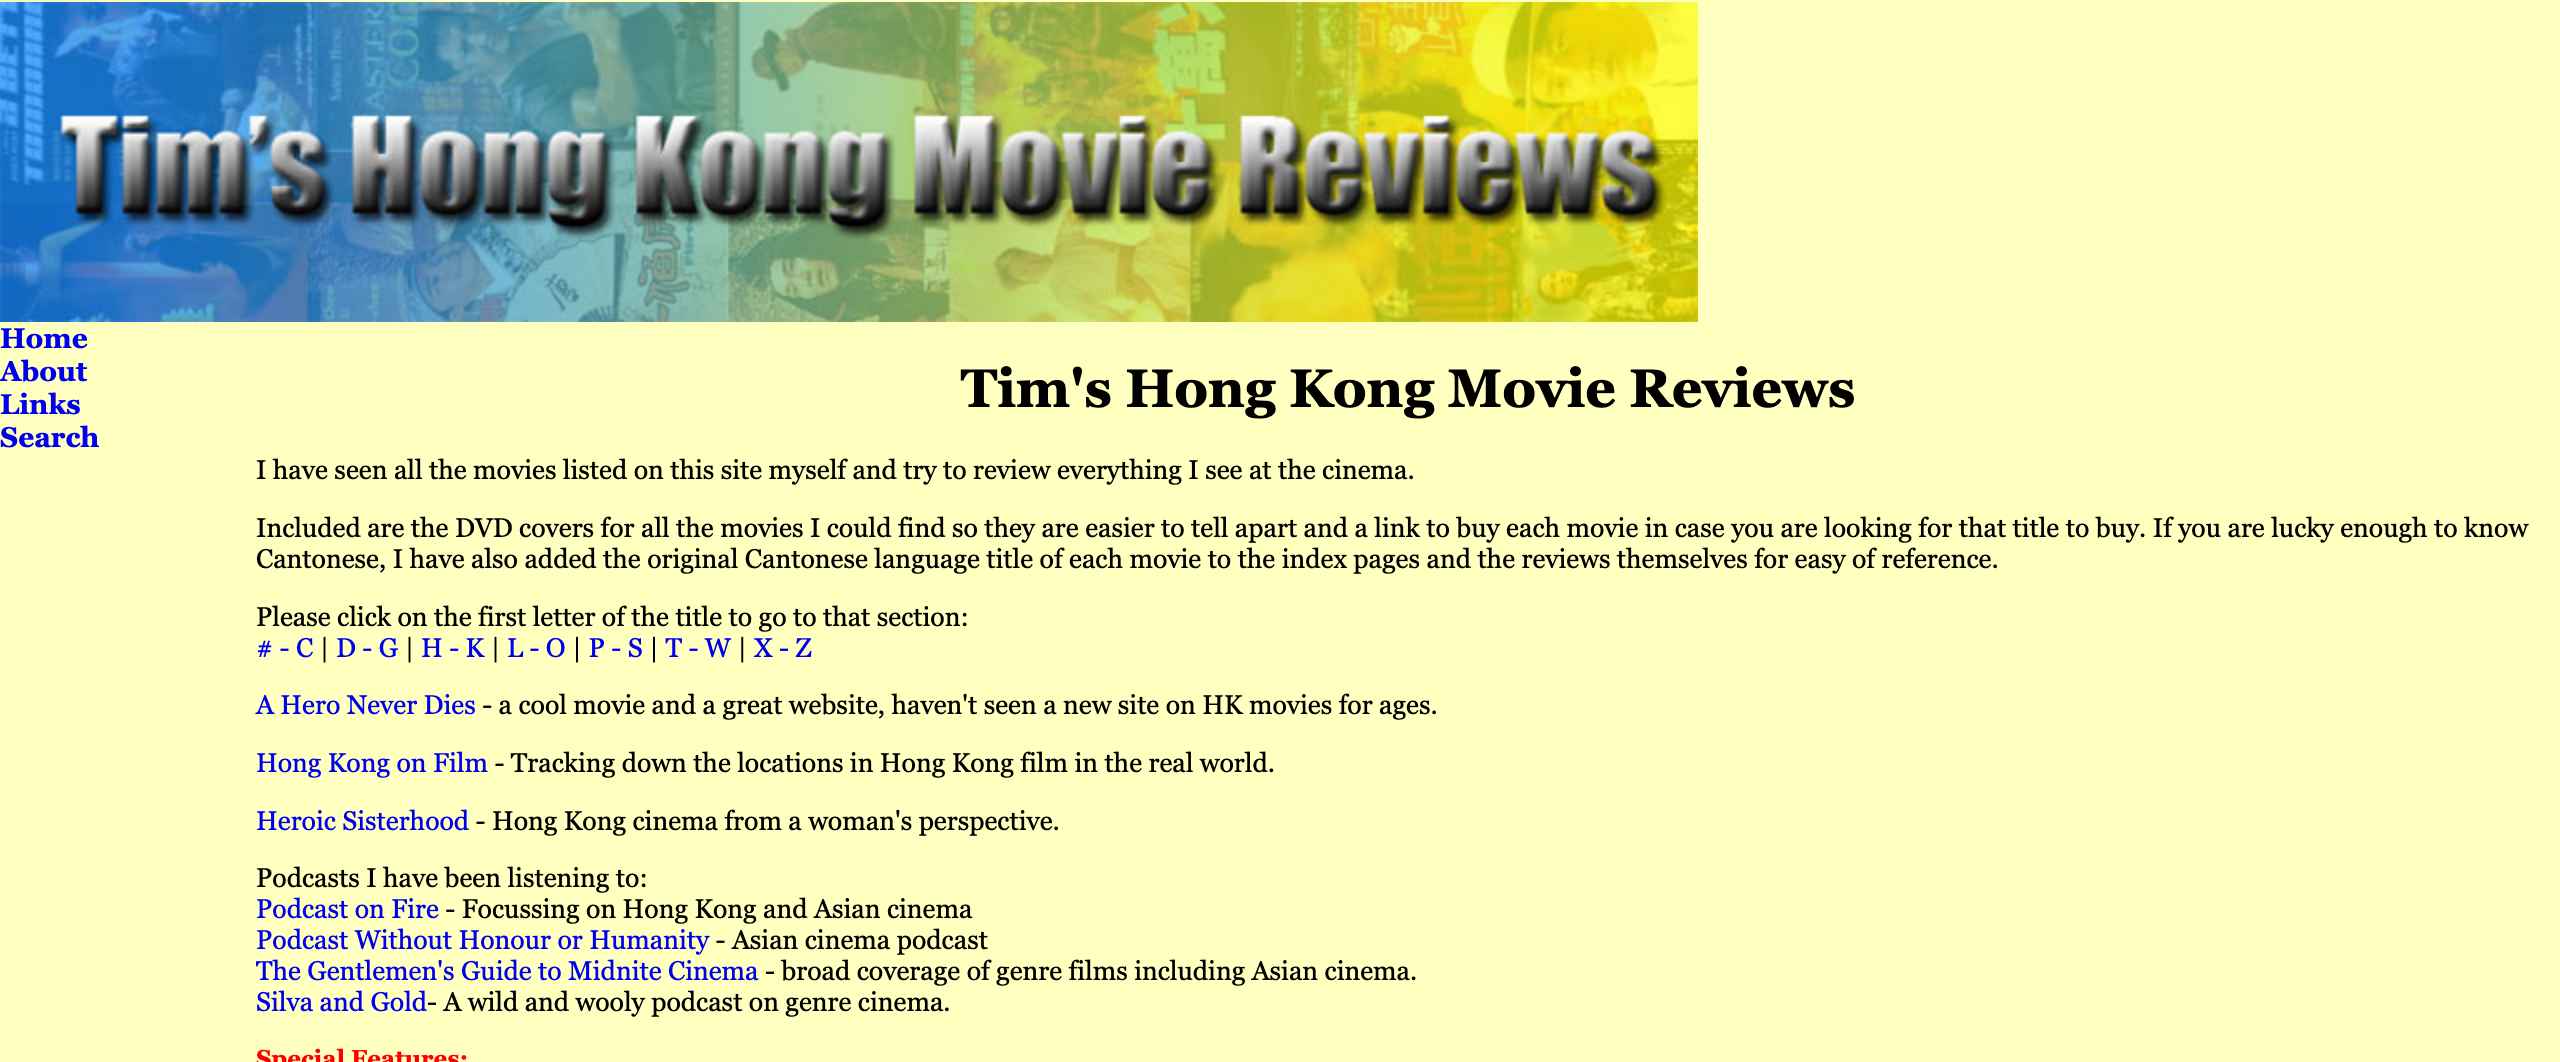 Tim's Hong Kong Movie Reviews
Home
About
Links
Search
Tim's Hong Kong Movie Reviews
I have seen all the movies listed on this site myself and try to review everything I see at the cinema.
Included are the DVD covers for all the movies I could find so they are easier to tell apart and a link to buy each movie in case you are looking for that title to buy. If you are lucky enough to know
Cantonese, I have also added the original Cantonese language title of each movie to the index pages and the reviews themselves for easy of reference.
Please click on the first letter of the title to go to that section:
# - C | D - G | H - K | L - O | P - S | T - W | X - Z
A Hero Never Dies - a cool movie and a great website, haven't seen a new site on HK movies for ages.
Hong Kong on Film - Tracking down the locations in Hong Kong film in the real world.
Heroic Sisterhood - Hong Kong cinema from a woman's perspective.
Podcasts I have been listening to:
Podcast on Fire - Focussing on Hong Kong and Asian cinema
Podcast Without Honour or Humanity - Asian cinema podcast
The Gentlemen's Guide to Midnite Cinema - broad coverage of genre films including Asian cinema.
Silva and Gold- A wild and wooly podcast on genre cinema.
Special Features: